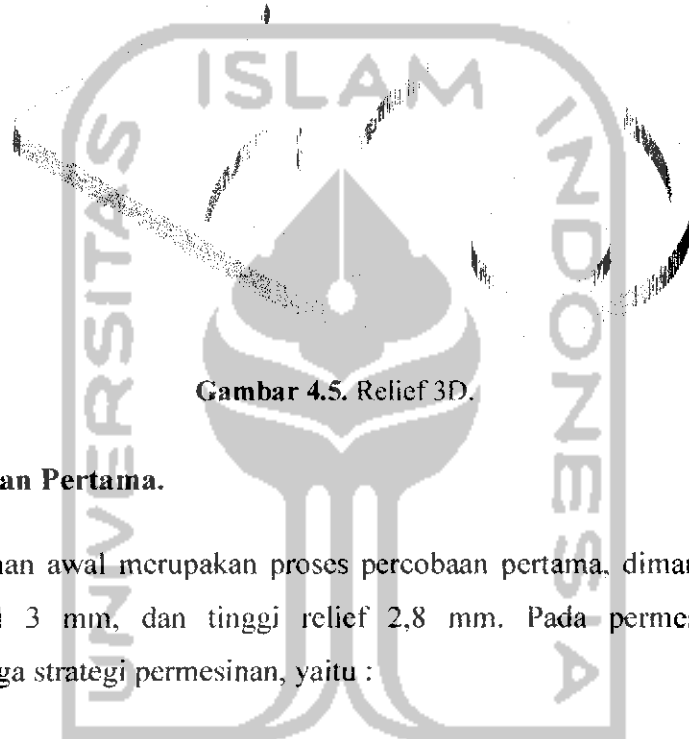 ISLAM
UNIVERSITAS
INDONESIA
Gambar 4.5. Relief 3D.
an Pertama.
nan awal merupakan proses percobaan pertama, dimar
3 mm, dan tinggi relief 2,8 mm. Pada permes
ga strategi permesinan, yaitu :